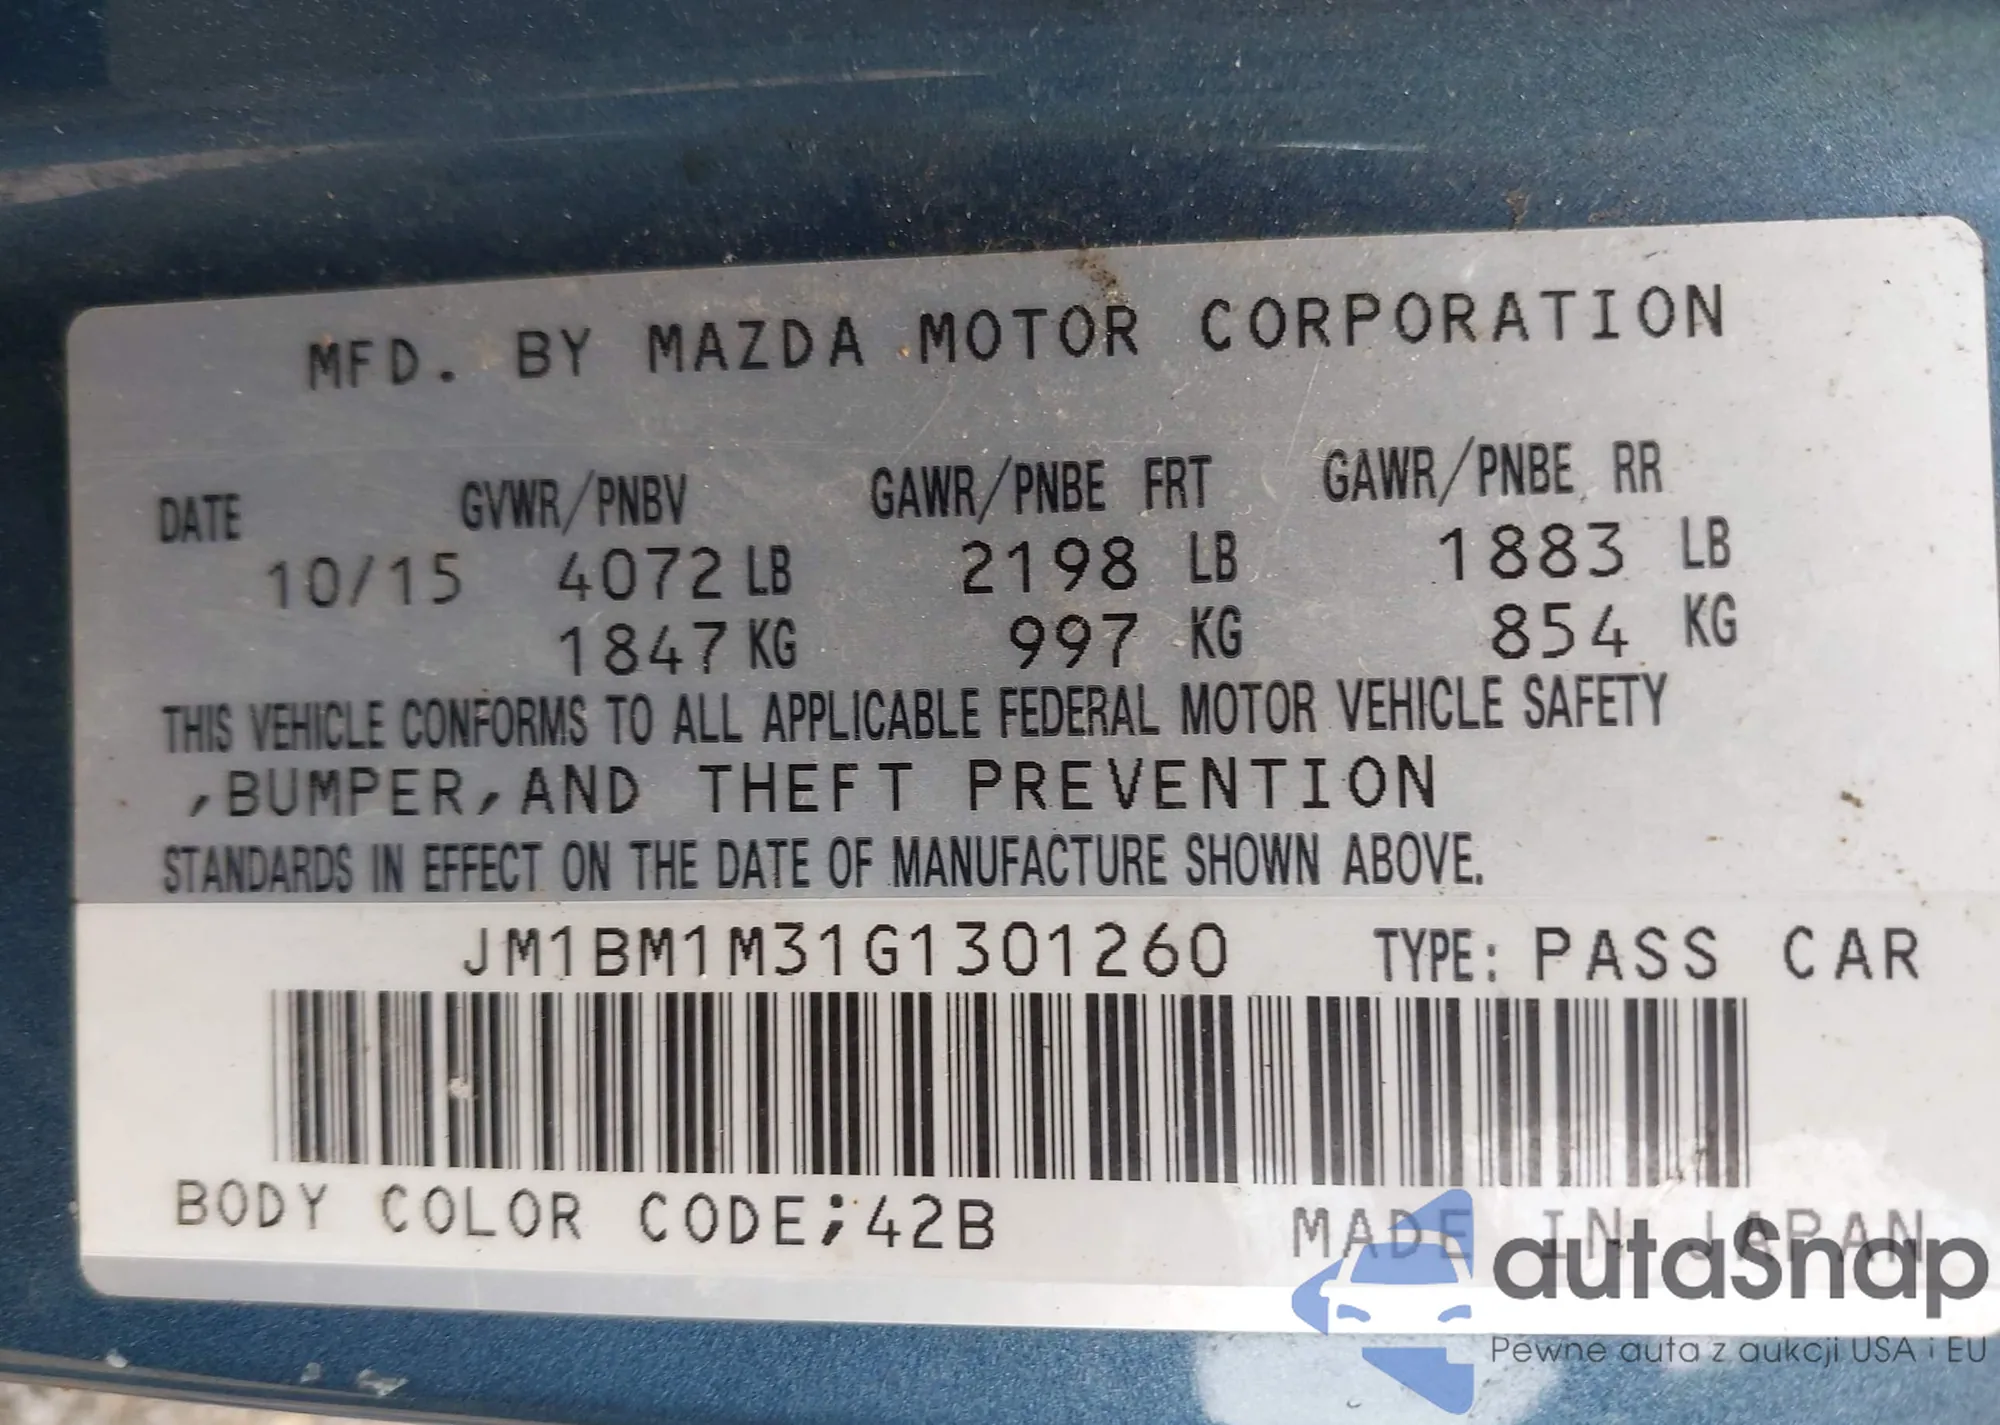 MFD. BY MAZDA MOTOR CORPORATION
DATE GVWR/PNBV GAWR/PNBE FRT GAWR/PNBE RR
10/15 4072 LB 2198 LB 1883 LB
1847 KG 997 KG 854 KG
THIS VEHICLE CONFORMS TO ALL APPLICABLE FEDERAL MOTOR VEHICLE SAFETY
,BUMPER,AND THEFT PREVENTION
STANDARDS IN EFFECT ON THE DATE OF MANUFACTURE SHOWN ABOVE.
JM1BM1M31G1301260 TYPE: PASS CAR
BODY COLOR CODE;42B MADE IN JAPAN
autaSnap
Pewne auta z aukcji USA i EU